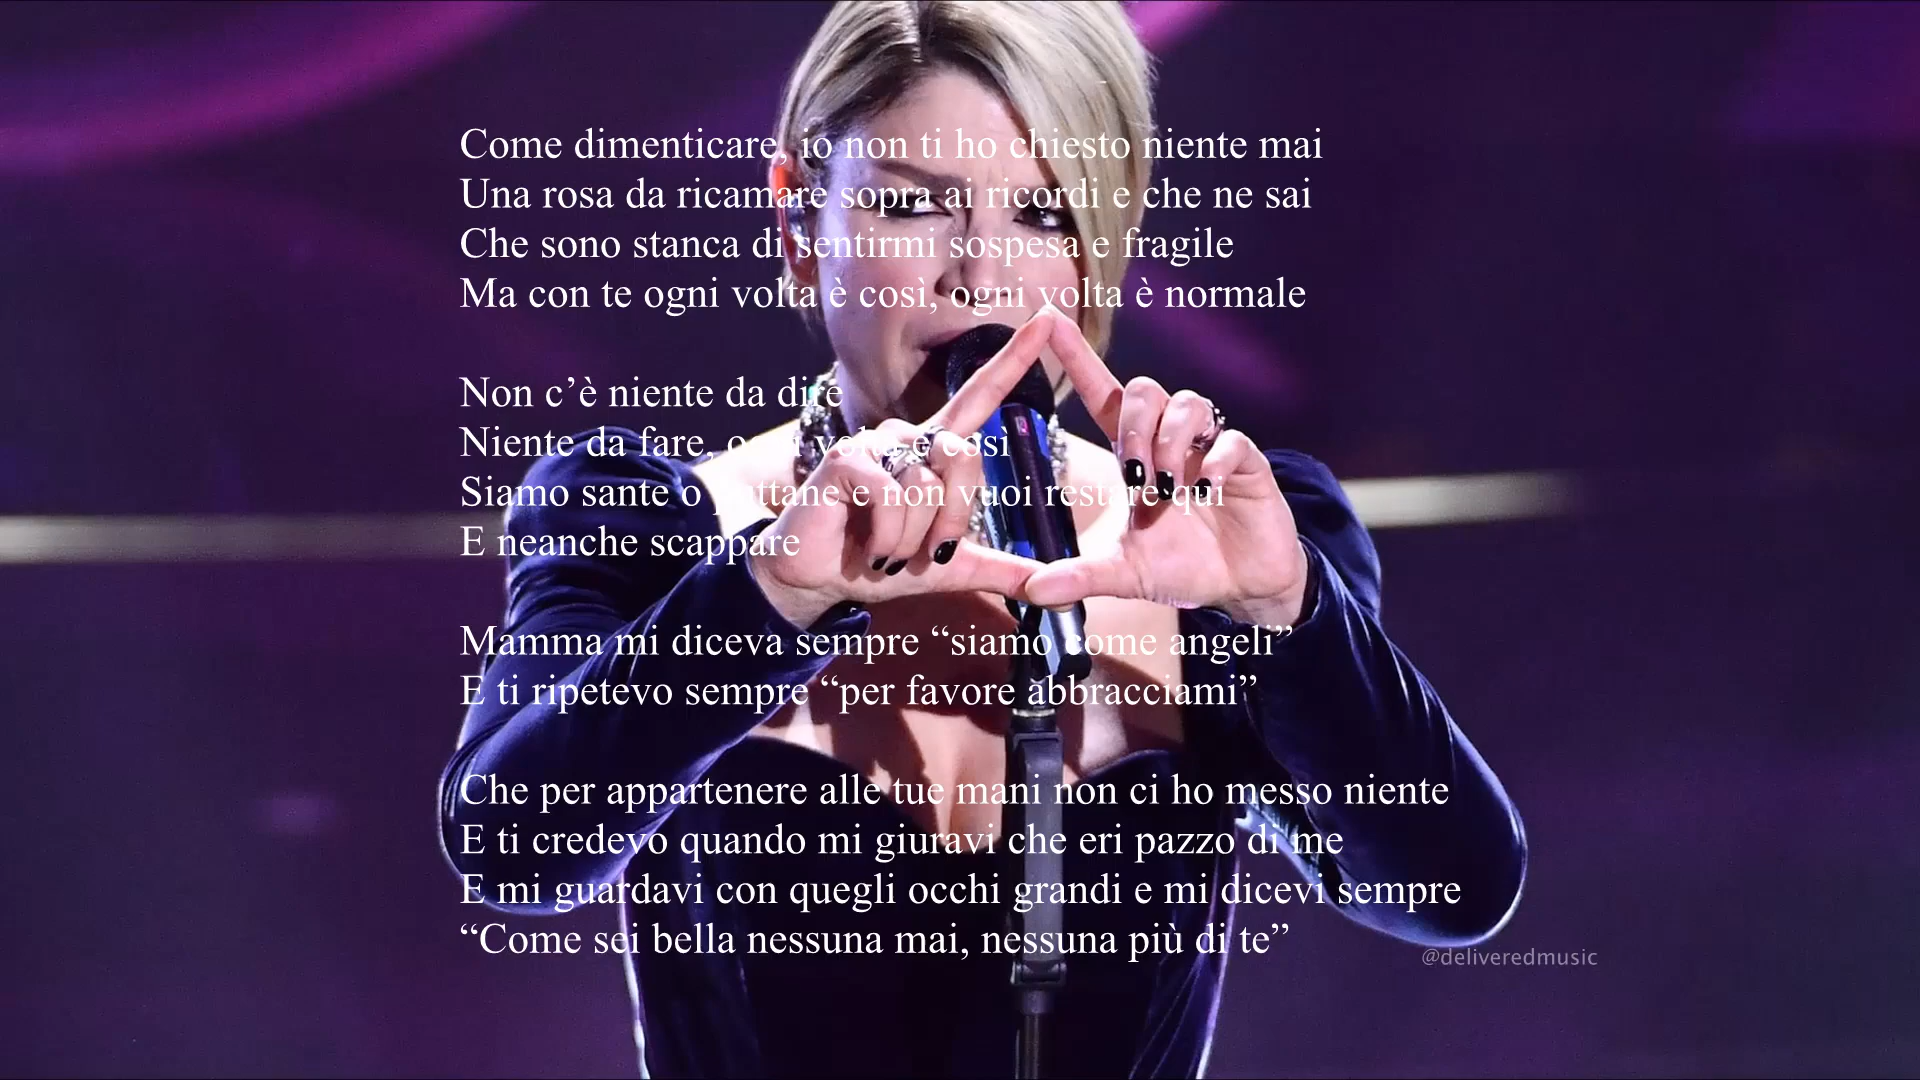 Come dimenticare, io non ti ho chiesto niente mai
Una rosa da ricamare sopra ai ricordi e che ne sai
Che sono stanca di sentirmi sospesa e fragile
Ma con te ogni volta è così, ogni volta è normale
Non c’è niente da dire
Niente da fare, ogni volta è così
Siamo sante o puttane e non vuoi restare qui
E neanche scappare
Mamma mi diceva sempre “siamo come angeli”
E ti ripetevo sempre “per favore abbracciami”
Che per appartenere alle tue mani non ci ho messo niente
E ti credevo quando mi giuravi che eri pazzo di me
E mi guardavi con quegli occhi grandi e mi dicevi sempre
“Come sei bella nessuna mai, nessuna più di te”
@deliveredmusic